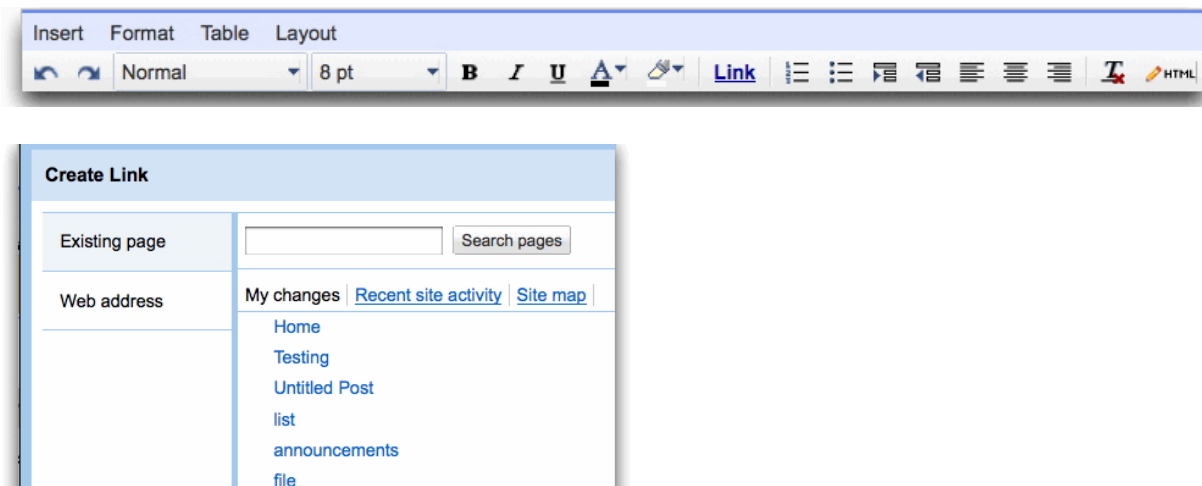 Insert Format Table Layout
Normal 8 pt B I U A Link T HTML
Create Link
Existing page Search pages
Web address My changes Recent site activity Site map
Home
Testing
Untitled Post
list
announcements
file